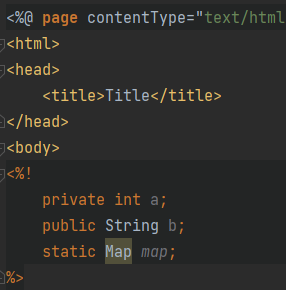 <%@ page contentType="text/html
<html>
<head>
<title>Title</title>
</head>
<body>
<%!
private int a;
public String b;
static Map map;
%>